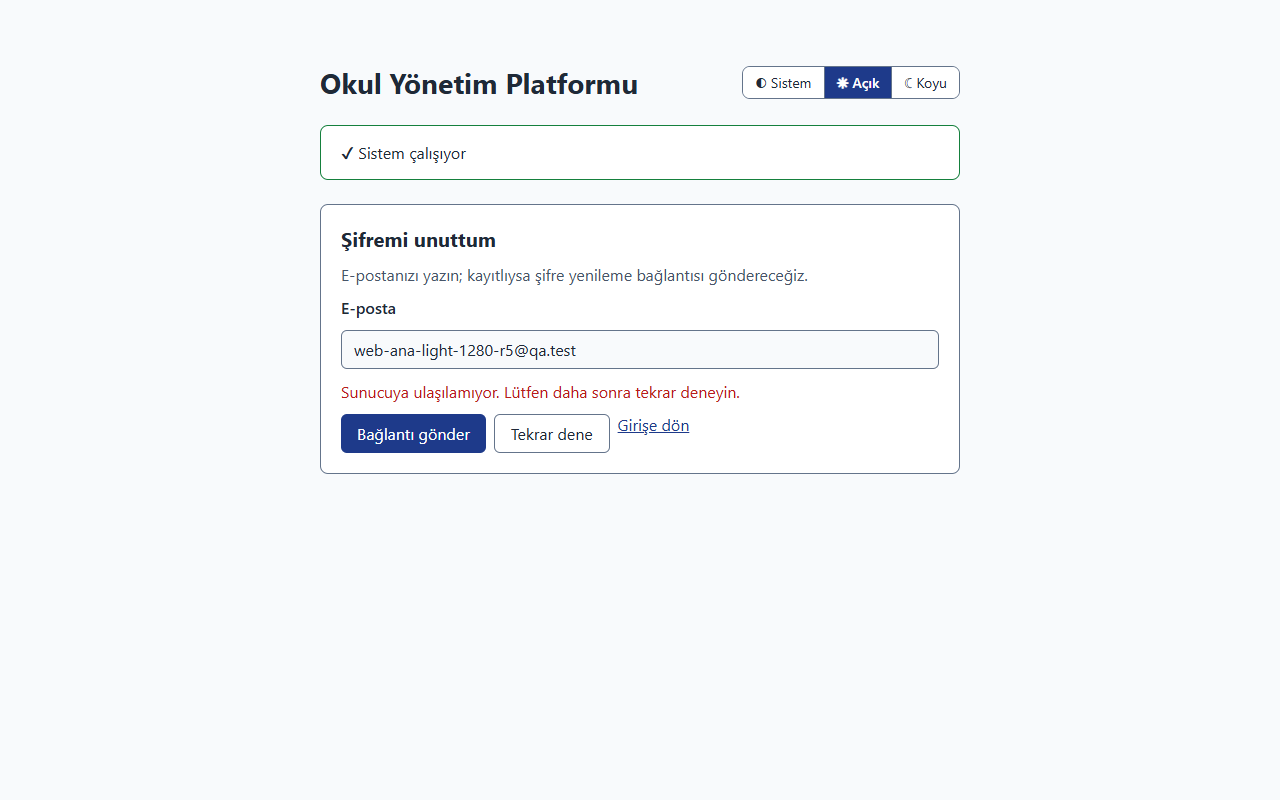 Okul Yönetim Platformu
◐ Sistem
❋ Açık
☾ Koyu
✓ Sistem çalışıyor
Şifremi unuttum
E-postanızı yazın; kayıtlıysa şifre yenileme bağlantısı göndereceğiz.
E-posta
web-ana-light-1280-r5@qa.test
Sunucuya ulaşılamıyor. Lütfen daha sonra tekrar deneyin.
Bağlantı gönder
Tekrar dene
Girişe dön